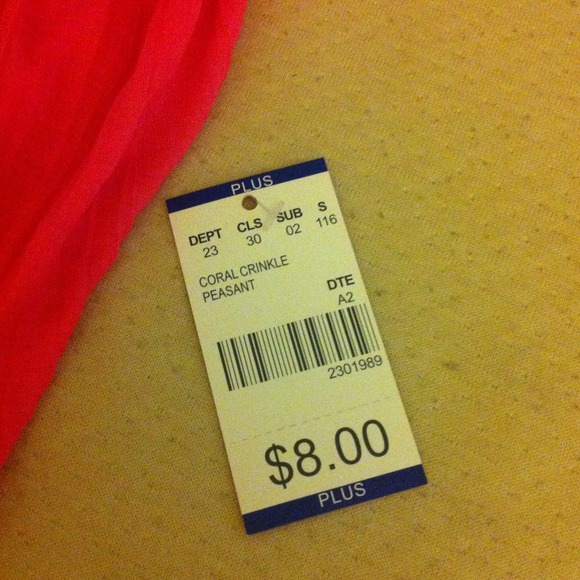 PLUS
DEPT CLS SUB S
23 30 02 116
CORAL CRINKLE
PEASANT
DTE
A2
2301989
$8.00
PLUS